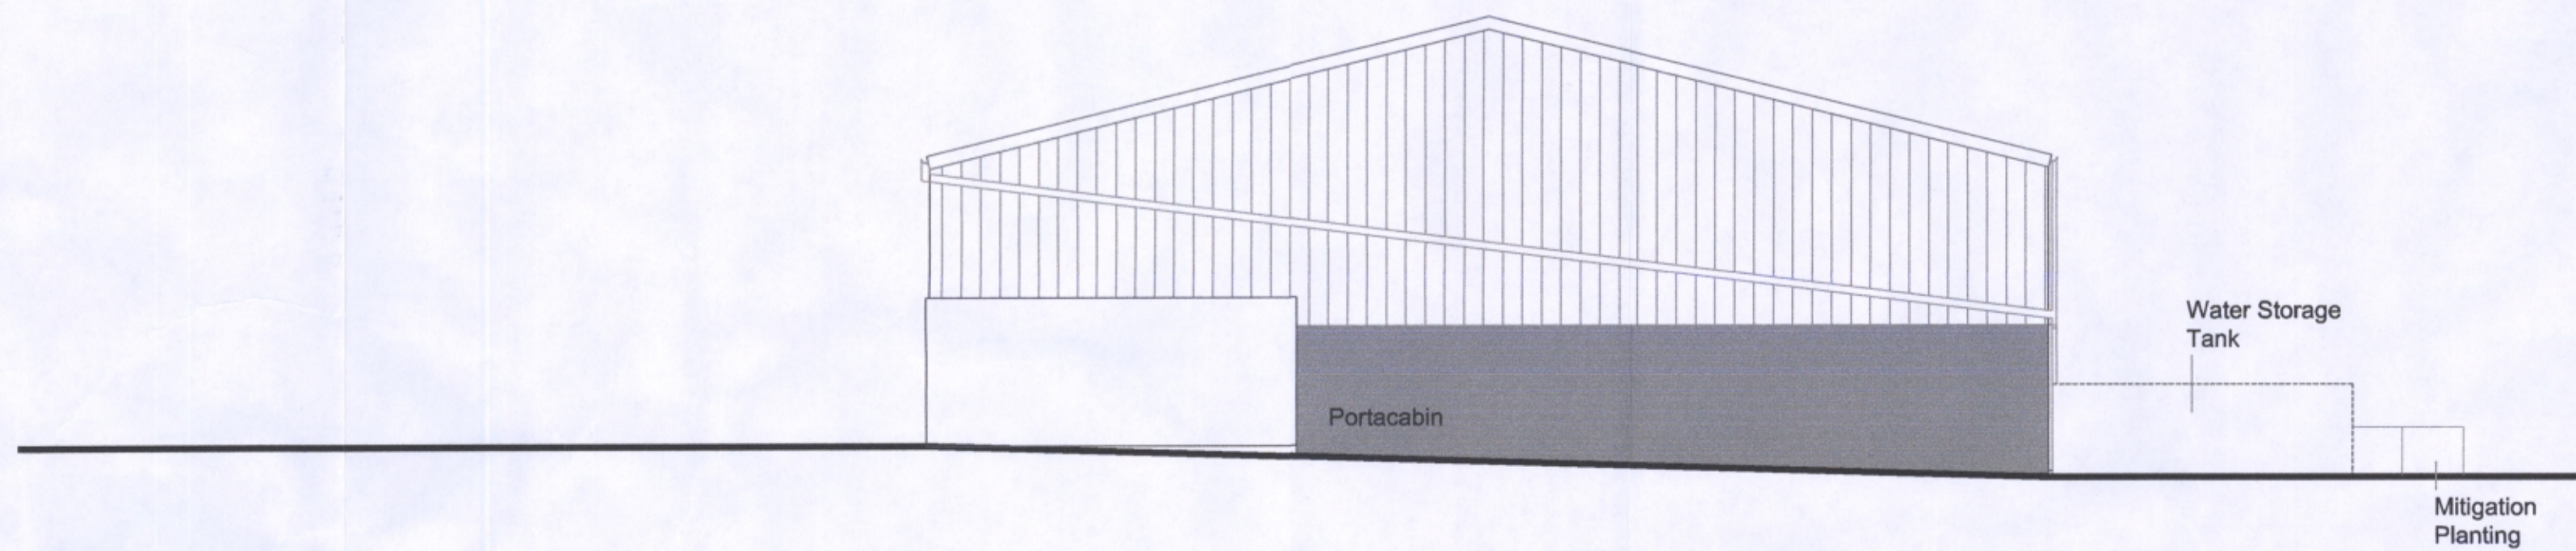 Water Storage
Tank
Portacabin
Mitigation
Planting